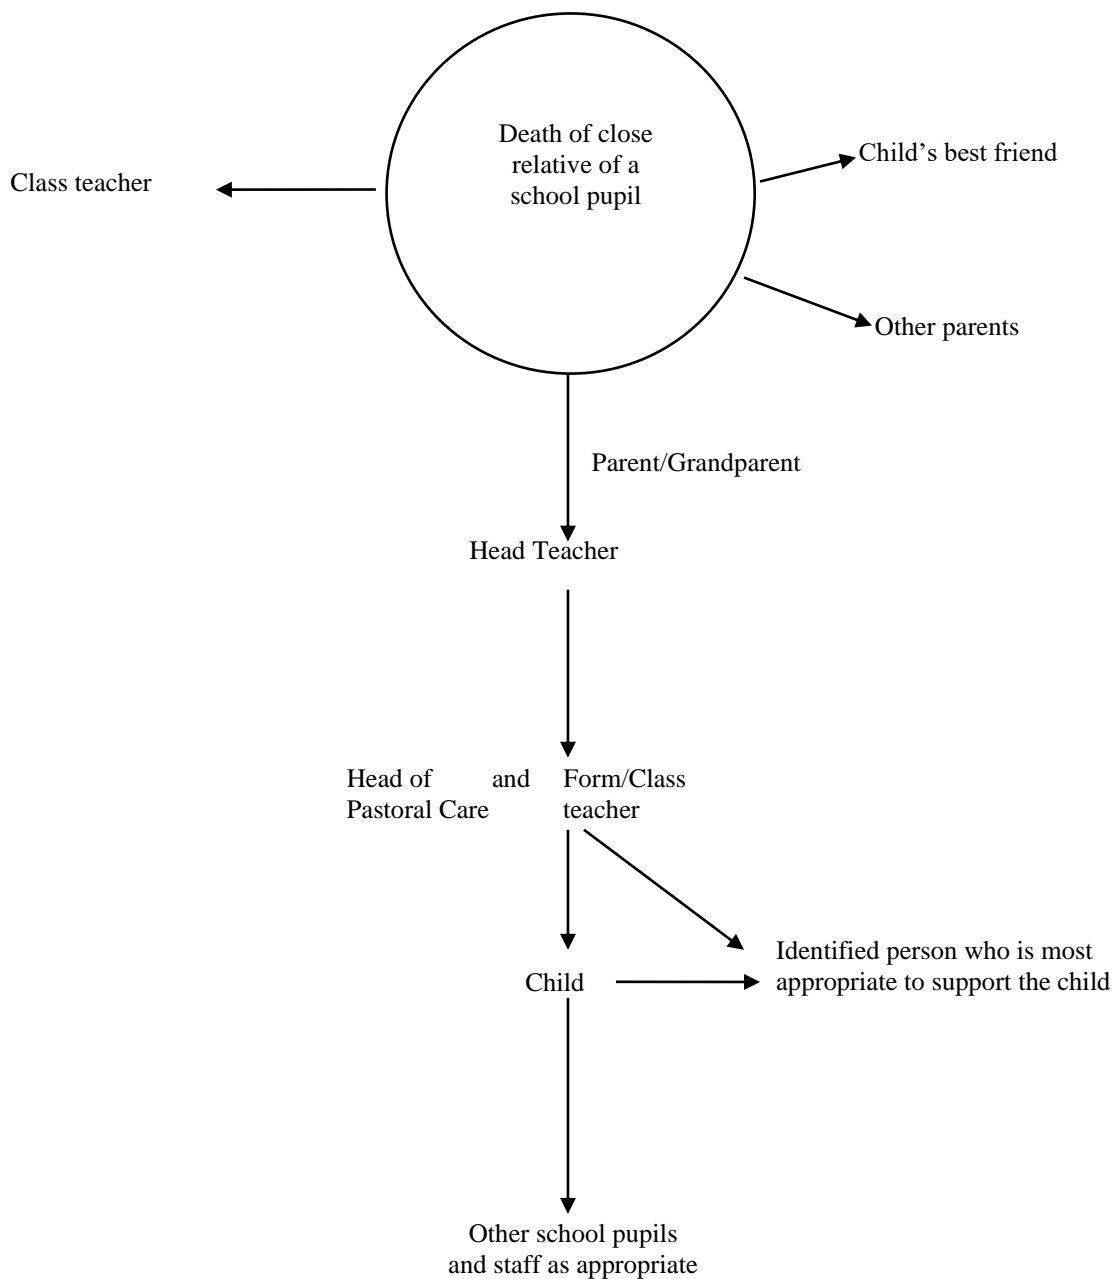 Death of close
relative of a
school pupil
Class teacher
Child’s best friend
Other parents
Parent/Grandparent
Head Teacher
Head of and Form/Class
Pastoral Care teacher
Identified person who is most
appropriate to support the child
Child
Other school pupils
and staff as appropriate